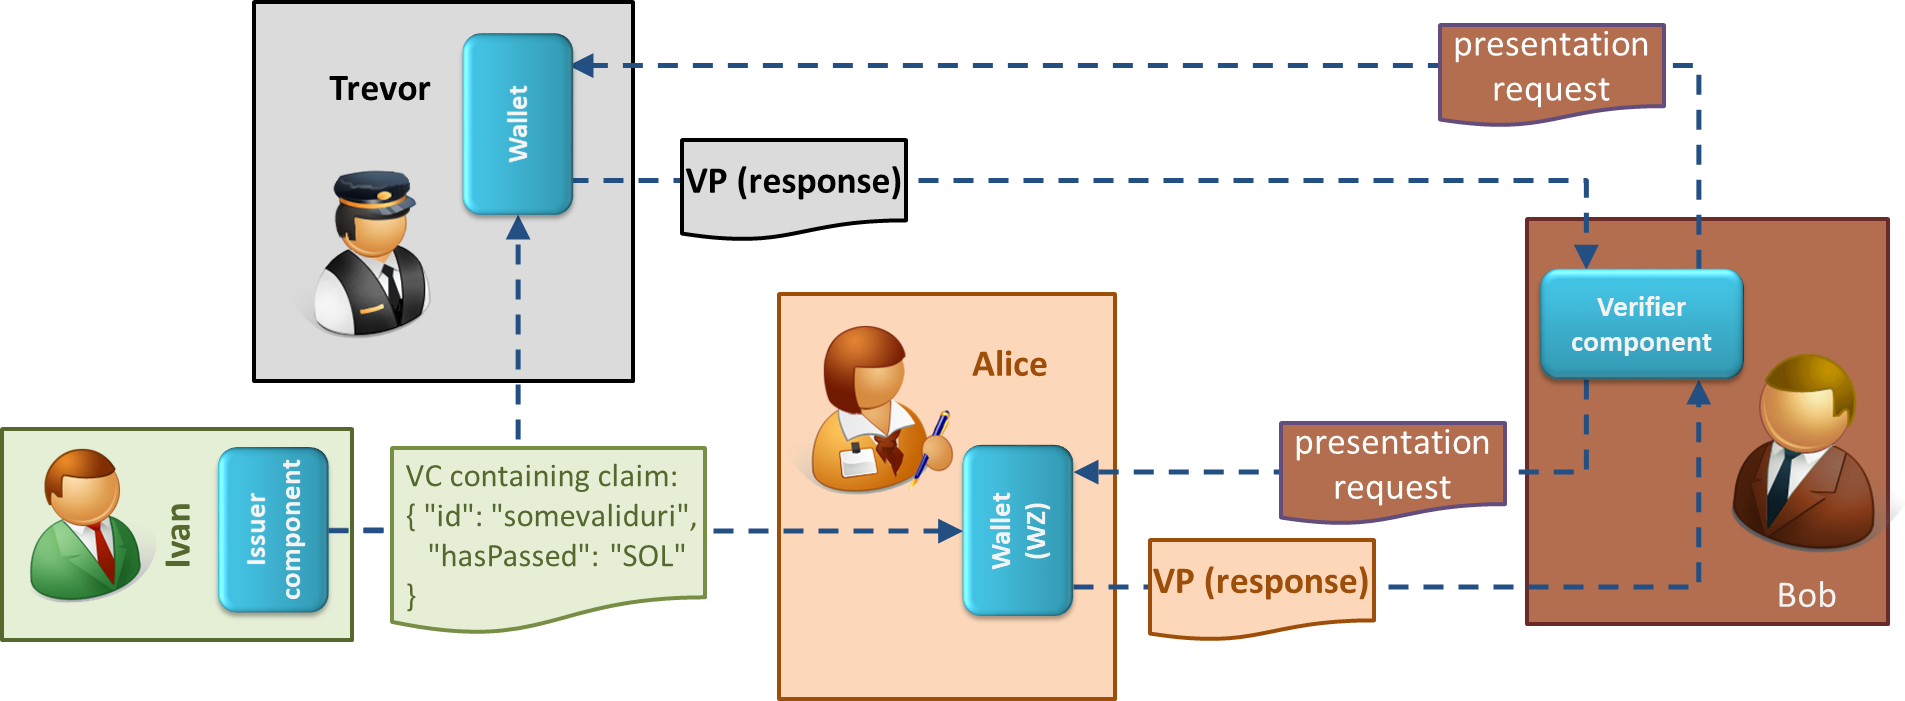 Trevor
Wallet
presentation
request
VP (response)
Verifier
component
Alice
Ivan
Issuer
component
VC containing claim:
{ "id": "somevaliduri",
"hasPassed": "SOL"
}
Wallet
(WZ)
presentation
request
VP (response)
Bob